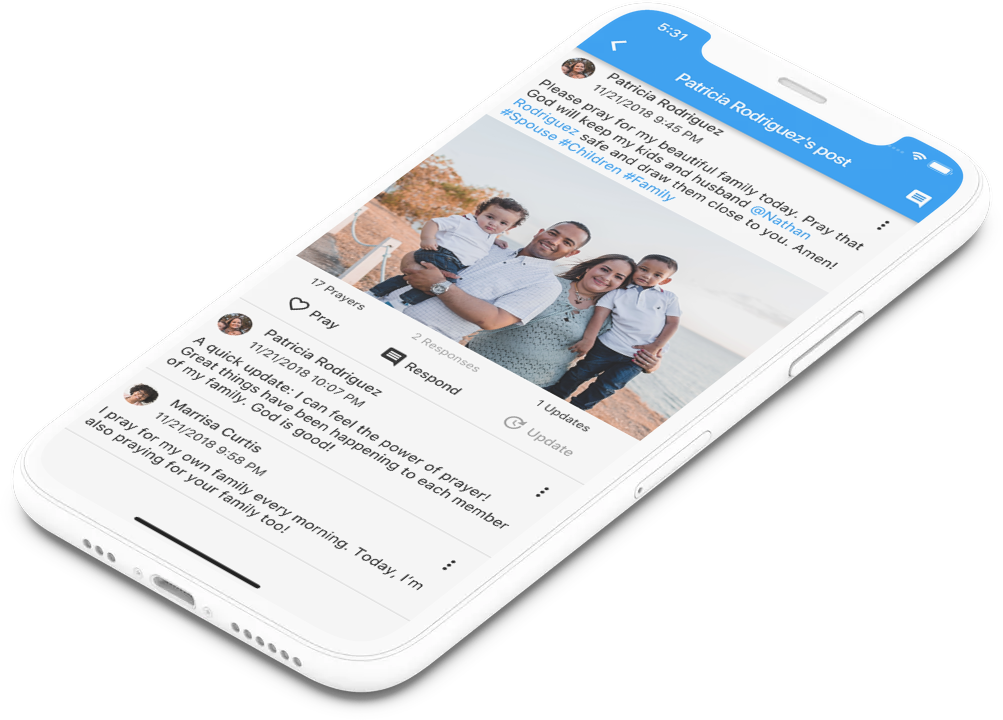 5:31
Patricia Rodriguez's post
Patricia Rodriguez
11/21/2018 9:45 PM
Please pray for my beautiful family today. Pray that
God will keep my kids and husband @Nathan
Rodriguez safe and draw them close to you. Amen!
#Spouse #Children #Family
17 Prayers
2 Responses
1 Updates
Pray
Respond
Update
Patricia Rodriguez
11/21/2018 10:07 PM
A quick update: I can feel the power of prayer!
Great things have been happening to each member
of my family. God is good!
Marrisa Curtis
11/21/2018 9:58 PM
I pray for my own family every morning. Today, I'm
also praying for your family too!